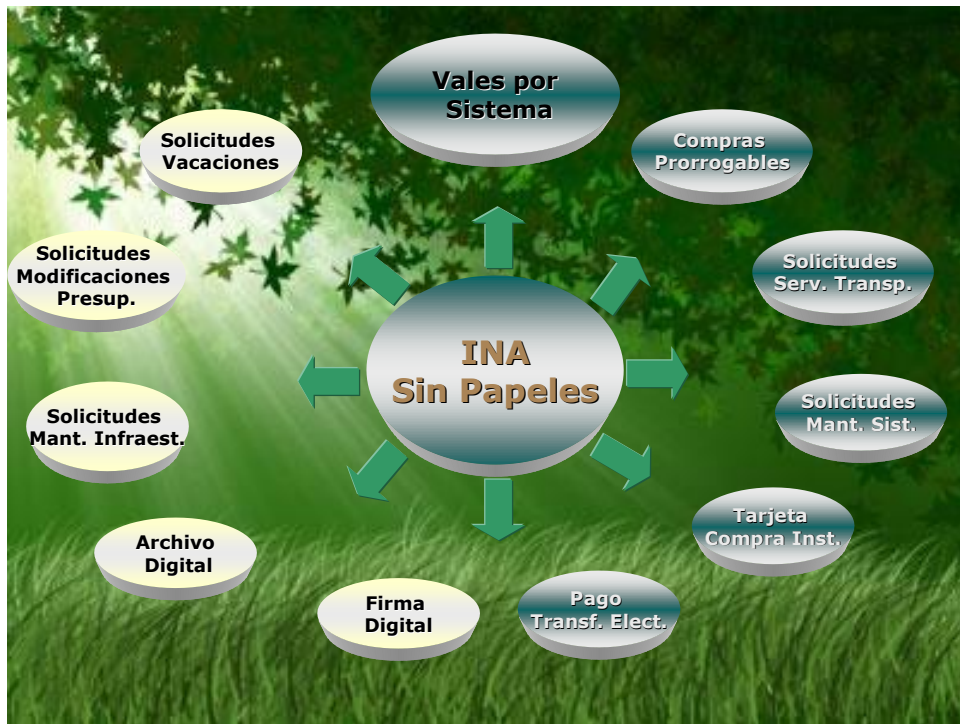 Vales por
Sistema
Solicitudes
Vacaciones
Compras
Prorrogables
Solicitudes
Modificaciones
Presup.
Solicitudes
Serv. Transp.
INA
Sin Papeles
Solicitudes
Mant. Infraest.
Solicitudes
Mant. Sist.
Archivo
Digital
Tarjeta
Compra Inst.
Firma
Digital
Pago
Transf. Elect.